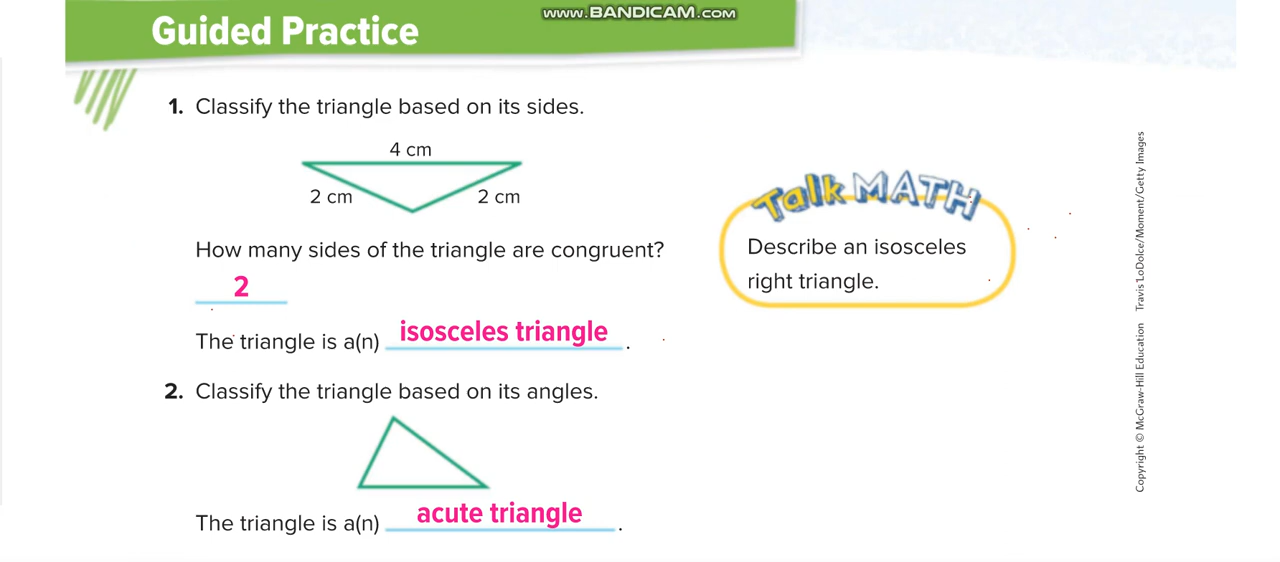 www.BANDICAM.com
Guided Practice
1. Classify the triangle based on its sides.
4 cm
2 cm
2 cm
How many sides of the triangle are congruent?
2
The triangle is a(n) isosceles triangle.
Talk MATH
Describe an isosceles
right triangle.
2. Classify the triangle based on its angles.
The triangle is a(n) acute triangle.
Copyright © McGraw-Hill Education Travis LoDolce/Moment/Getty Images